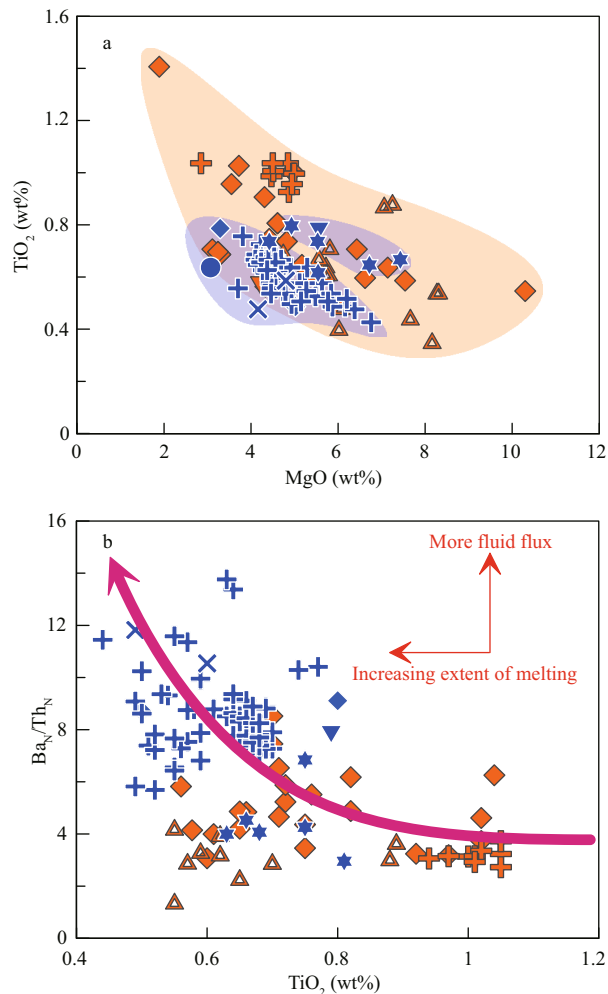 1.6
a
1.2
0.8
0.4
0
TiO₂ (wt%)
0 2 4 6 8 10 12
MgO (wt%)
16
b
12
8
4
0
Ba_N/Th_N
More fluid flux
Increasing extent of melting
0.4 0.6 0.8 1 1.2
TiO₂ (wt%)